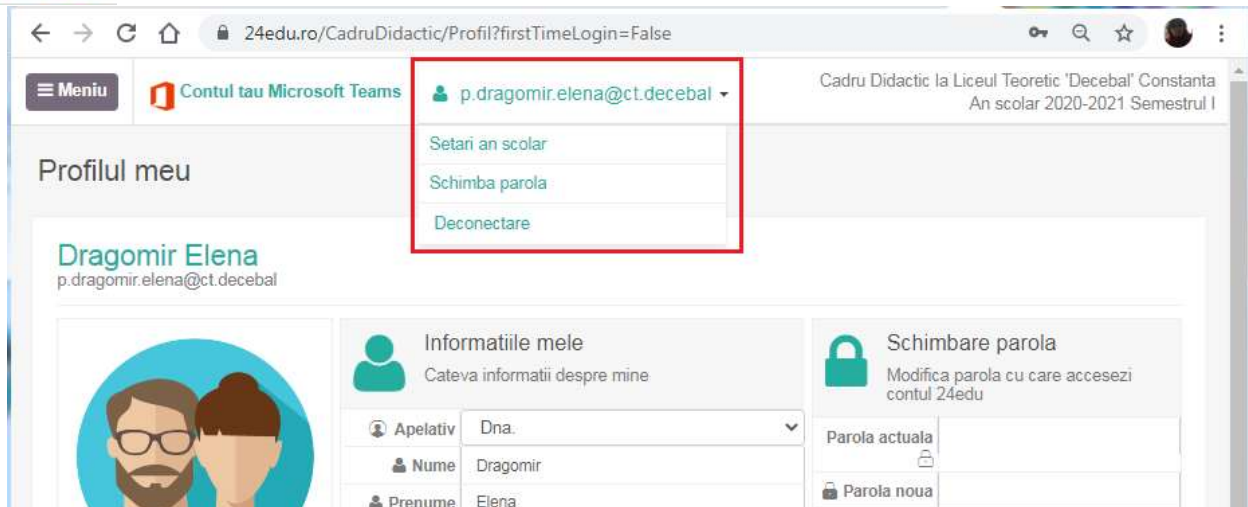 24edu.ro/CadruDidactic/Profil?firstTimeLogin=False
Meniu
Contul tau Microsoft Teams
p.dragomir.elena@ct.decebal
Cadru Didactic la Liceul Teoretic 'Decebal' Constanta
An scolar 2020-2021 Semestrul I
Setari an scolar
Schimba parola
Deconectare
Profilul meu
Dragomir Elena
p.dragomir.elena@ct.decebal
Informatiile mele
Cateva informatii despre mine
Apelativ Dna.
Nume Dragomir
Prenume Elena
Schimbare parola
Modifica parola cu care accesezi
contul 24edu
Parola actuala
Parola noua